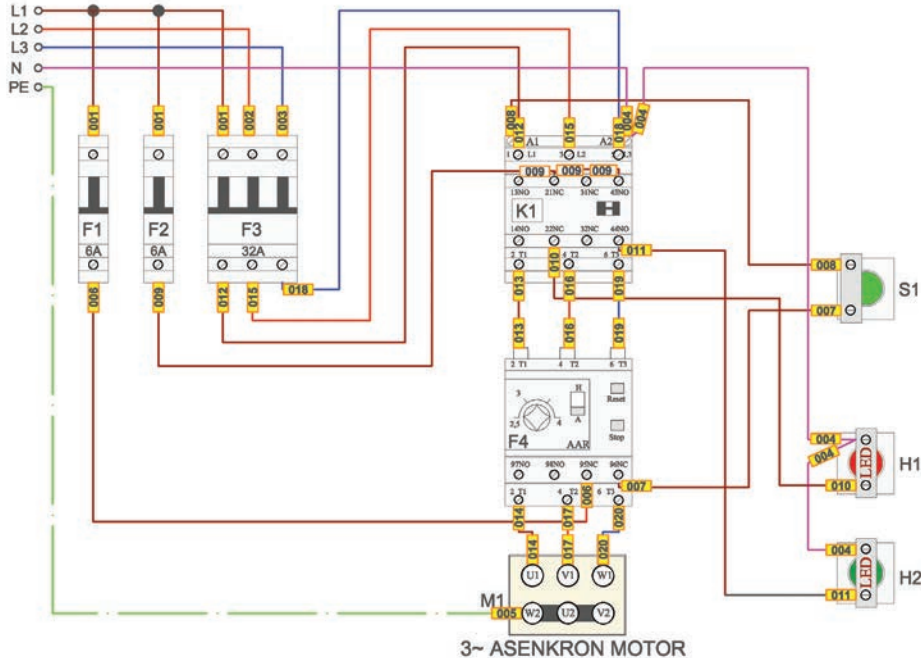 L1
L2
L3
N
PE
001 001 001 002 003
008 012 015 018 004 004
A1 A2
1 L1 3 L2 5 L3
009 009 009
13NO 21NC 31NC 43NO
K1
14NO 22NC 32NC 44NO
011
2 T1 4 T2 6 T3
010
013 016 019
F1 F2 F3
6A 6A 32A
018
006 009 012 015
008
007
S1
013 016 019
2 T1 4 T2 6 T3
3
2,5 4
H
A
Reset
Stop
F4 AAR
97NO 98NO 95NC 96NC
006 007
2 T1 4 T2 6 T3
014 017 020
004
004
LED
H1
010
004
LED
H2
011
014 017 020
U1 V1 W1
M1
005 W2 U2 V2
3~ ASENKRON MOTOR